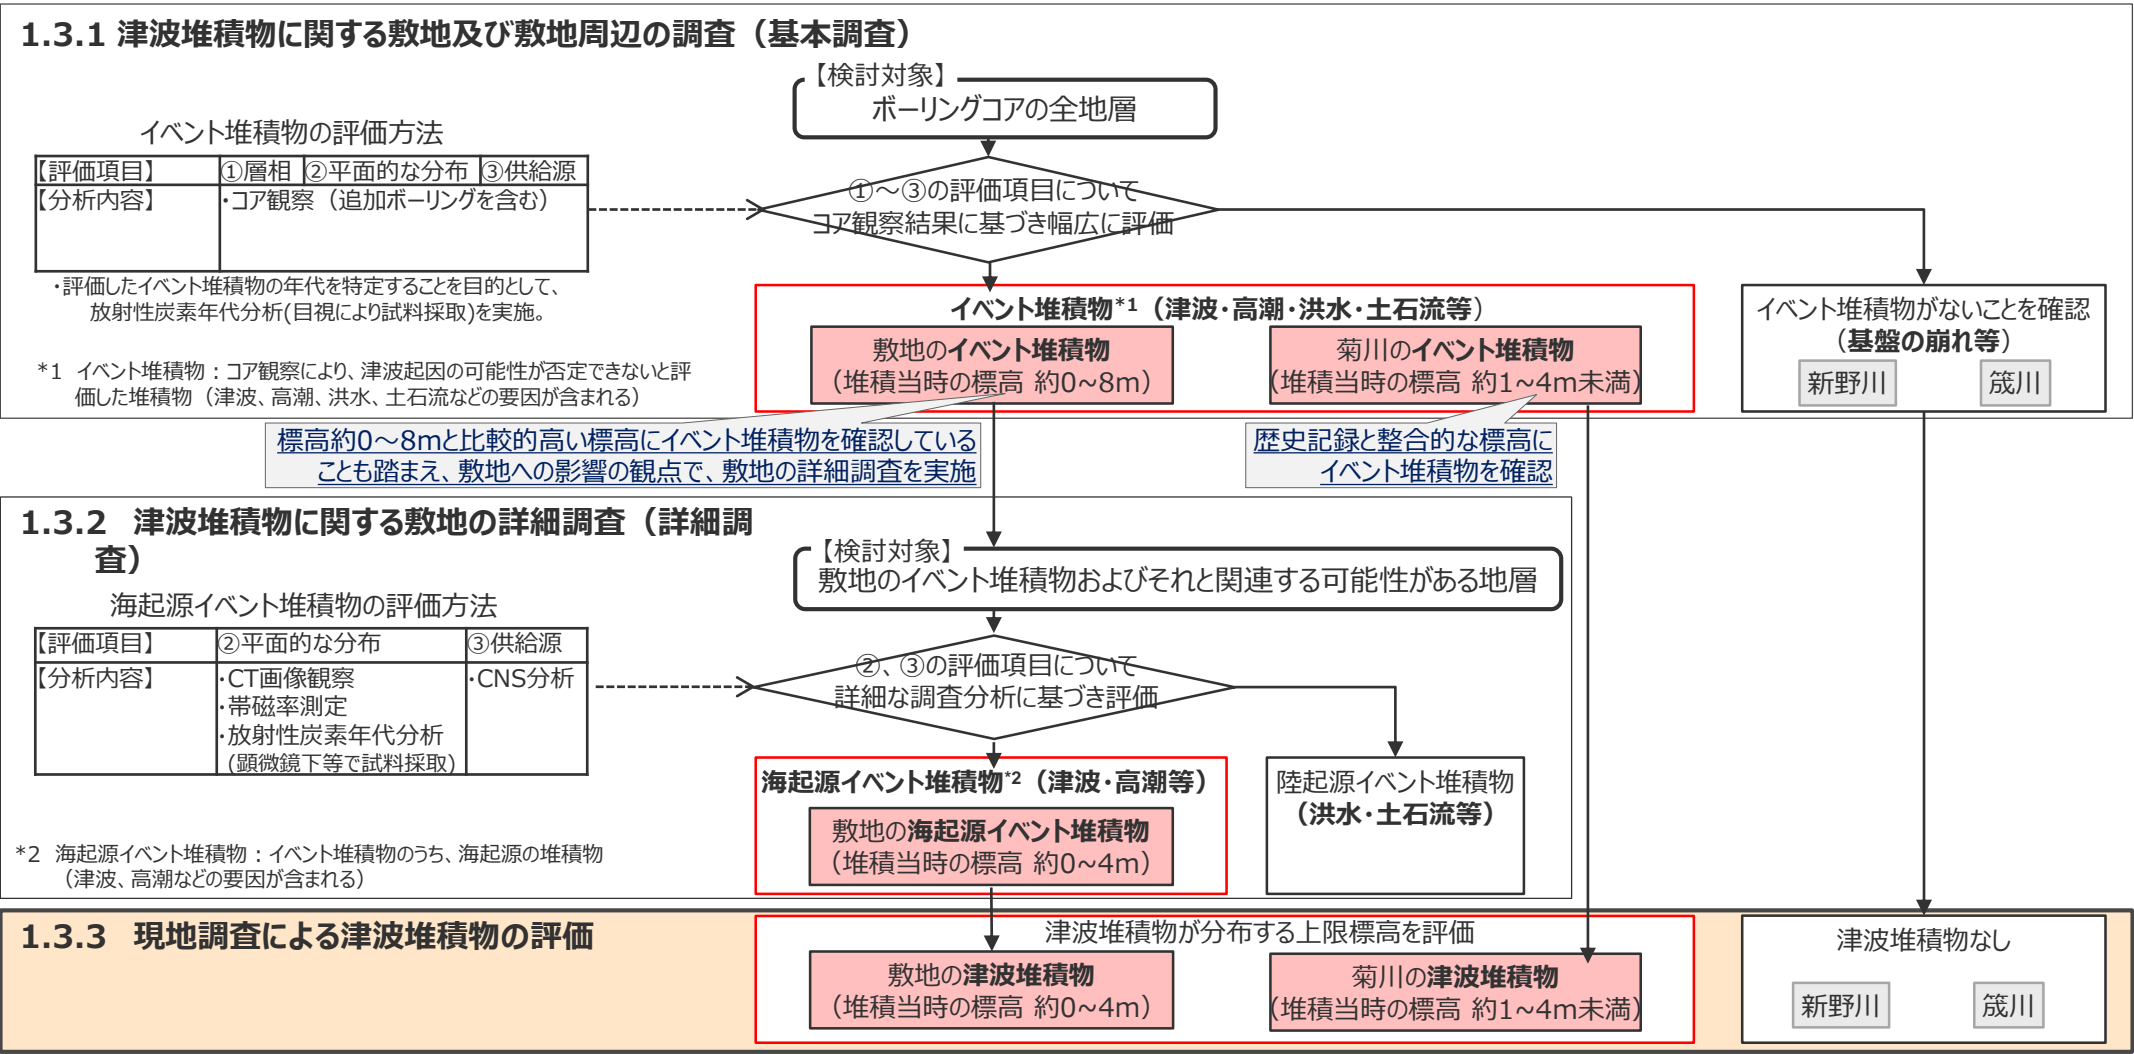 1.3.1 津波堆積物に関する敷地及び敷地周辺の調査（基本調査）
【検討対象】
ボーリングコアの全地層
イベント堆積物の評価方法
【評価項目】 ①層相 ②平面的な分布 ③供給源
【分析内容】 ・コア観察（追加ボーリングを含む）
・評価したイベント堆積物の年代を特定することを目的として、
放射性炭素年代分析(目視により試料採取)を実施。
*1 イベント堆積物：コア観察により、津波起因の可能性が否定できないと評
価した堆積物（津波、高潮、洪水、土石流などの要因が含まれる）
①～③の評価項目について
コア観察結果に基づき幅広に評価
イベント堆積物*1（津波・高潮・洪水・土石流等）
敷地のイベント堆積物
（堆積当時の標高 約0~8m）
菊川のイベント堆積物
（堆積当時の標高 約1~4m未満）
イベント堆積物がないことを確認
（基盤の崩れ等）
新野川 筬川
標高約0～8mと比較的高い標高にイベント堆積物を確認している
ことも踏まえ、敷地への影響の観点で、敷地の詳細調査を実施
歴史記録と整合的な標高に
イベント堆積物を確認
1.3.2 津波堆積物に関する敷地の詳細調査（詳細調
査）
【検討対象】
敷地のイベント堆積物およびそれと関連する可能性がある地層
海起源イベント堆積物の評価方法
【評価項目】 ②平面的な分布 ③供給源
【分析内容】 ・CT画像観察 ・CNS分析
・帯磁率測定
・放射性炭素年代分析
(顕微鏡下等で試料採取)
*2 海起源イベント堆積物：イベント堆積物のうち、海起源の堆積物
（津波、高潮などの要因が含まれる）
②、③の評価項目について
詳細な調査分析に基づき評価
海起源イベント堆積物*2（津波・高潮等）
敷地の海起源イベント堆積物
（堆積当時の標高 約0~4m）
陸起源イベント堆積物
（洪水・土石流等）
1.3.3 現地調査による津波堆積物の評価
津波堆積物が分布する上限標高を評価
敷地の津波堆積物
（堆積当時の標高 約0~4m）
菊川の津波堆積物
（堆積当時の標高 約1~4m未満）
津波堆積物なし
新野川 筬川